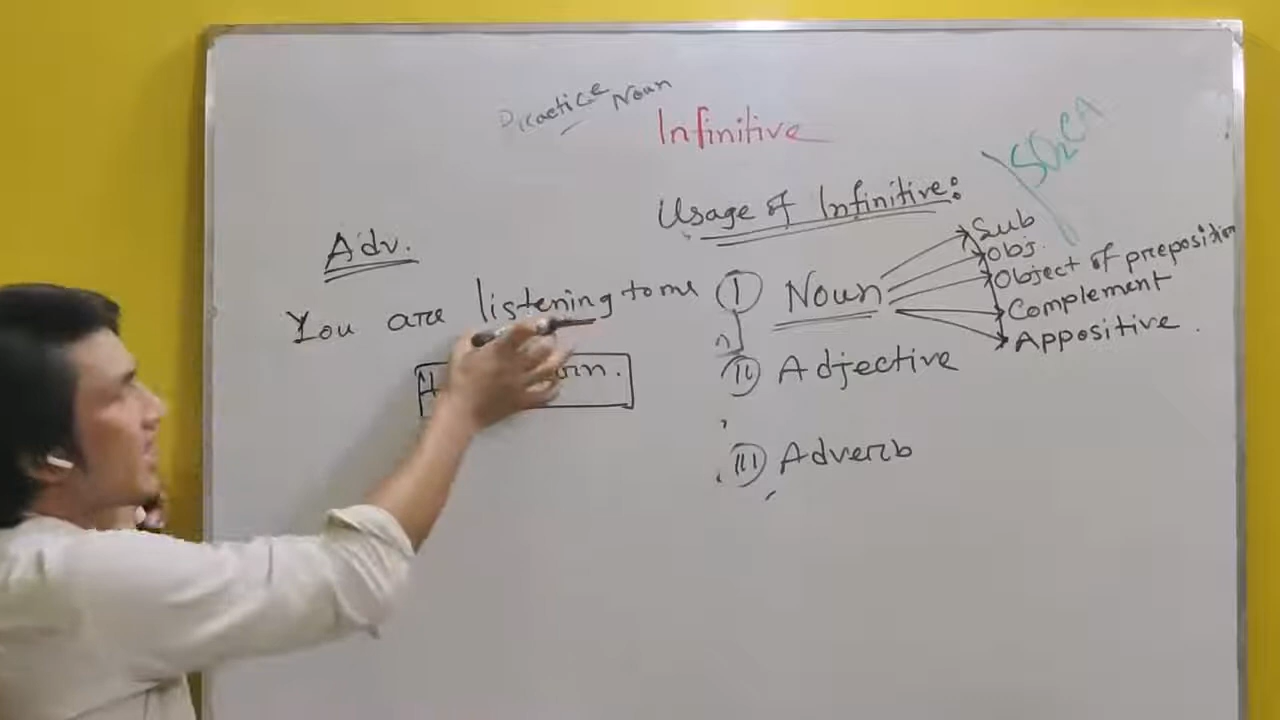 Practice Noun
Infinitive
SO₂CA
Usage of Infinitive:
Adv.
You are listening to me
I Noun
Sub
Obj.
Object of preposition
Complement
Appositive.
II Adjective
III Adverb